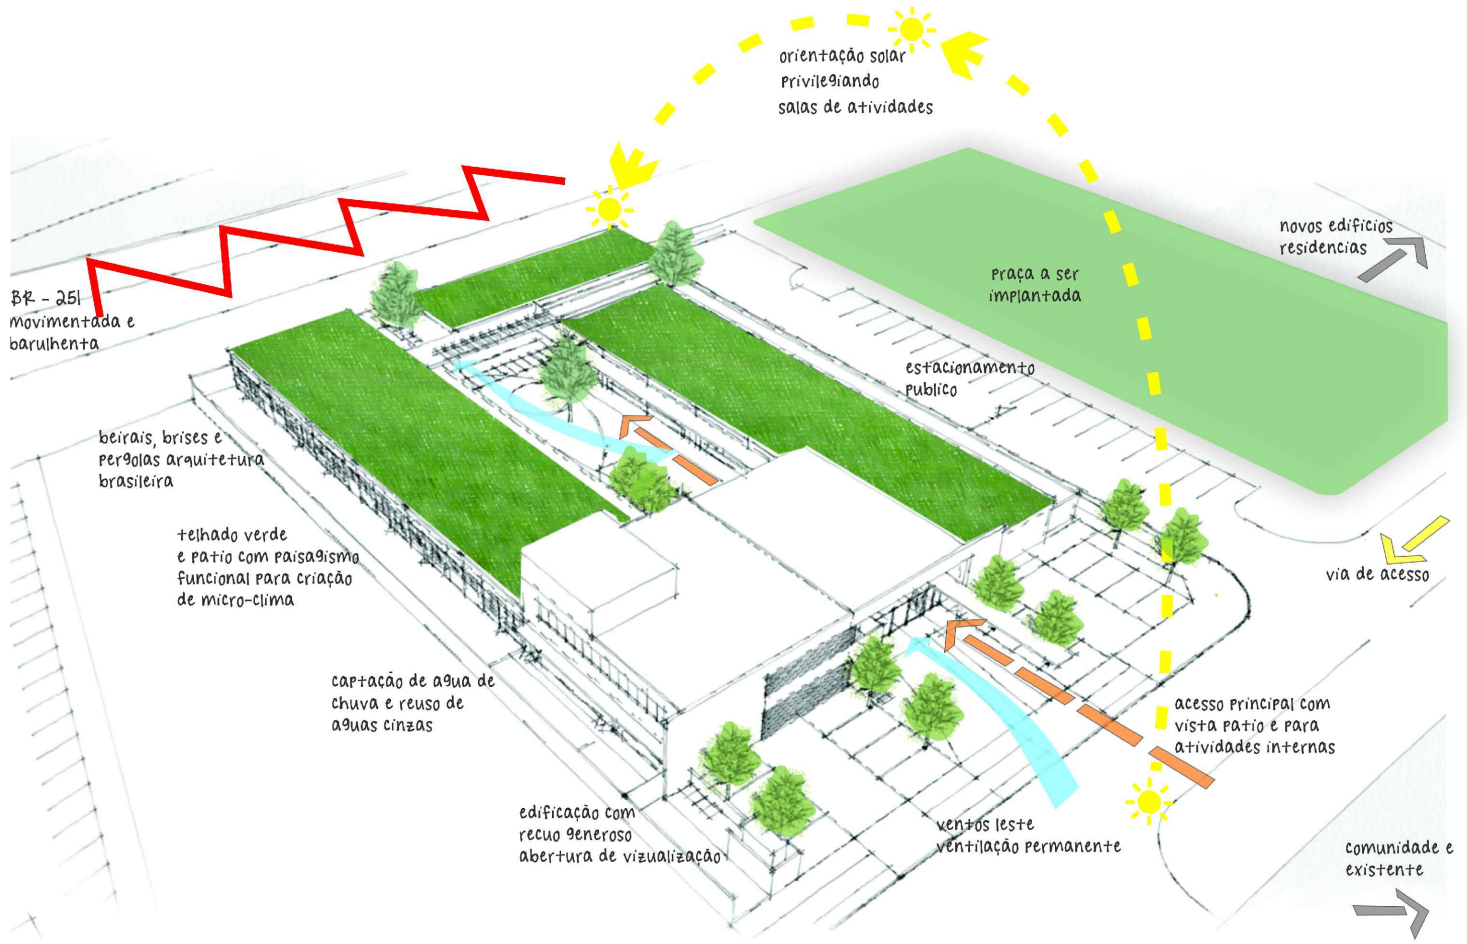 orientação solar
privilegiando
salas de atividades
novos edifícios
residencias
praça a ser
implantada
BR - 251
movimentada e
barulhenta
estacionamento
publico
beirais, brises e
pergolas arquitetura
brasileira
telhado verde
e patio com paisagismo
funcional para criação
de micro-clima
via de acesso
captação de agua de
chuva e reuso de
aguas cinzas
acesso principal com
vista patio e para
atividades internas
edificação com
recuo generoso
abertura de vizualização
ventos leste
ventilação permanente
comunidade e
existente